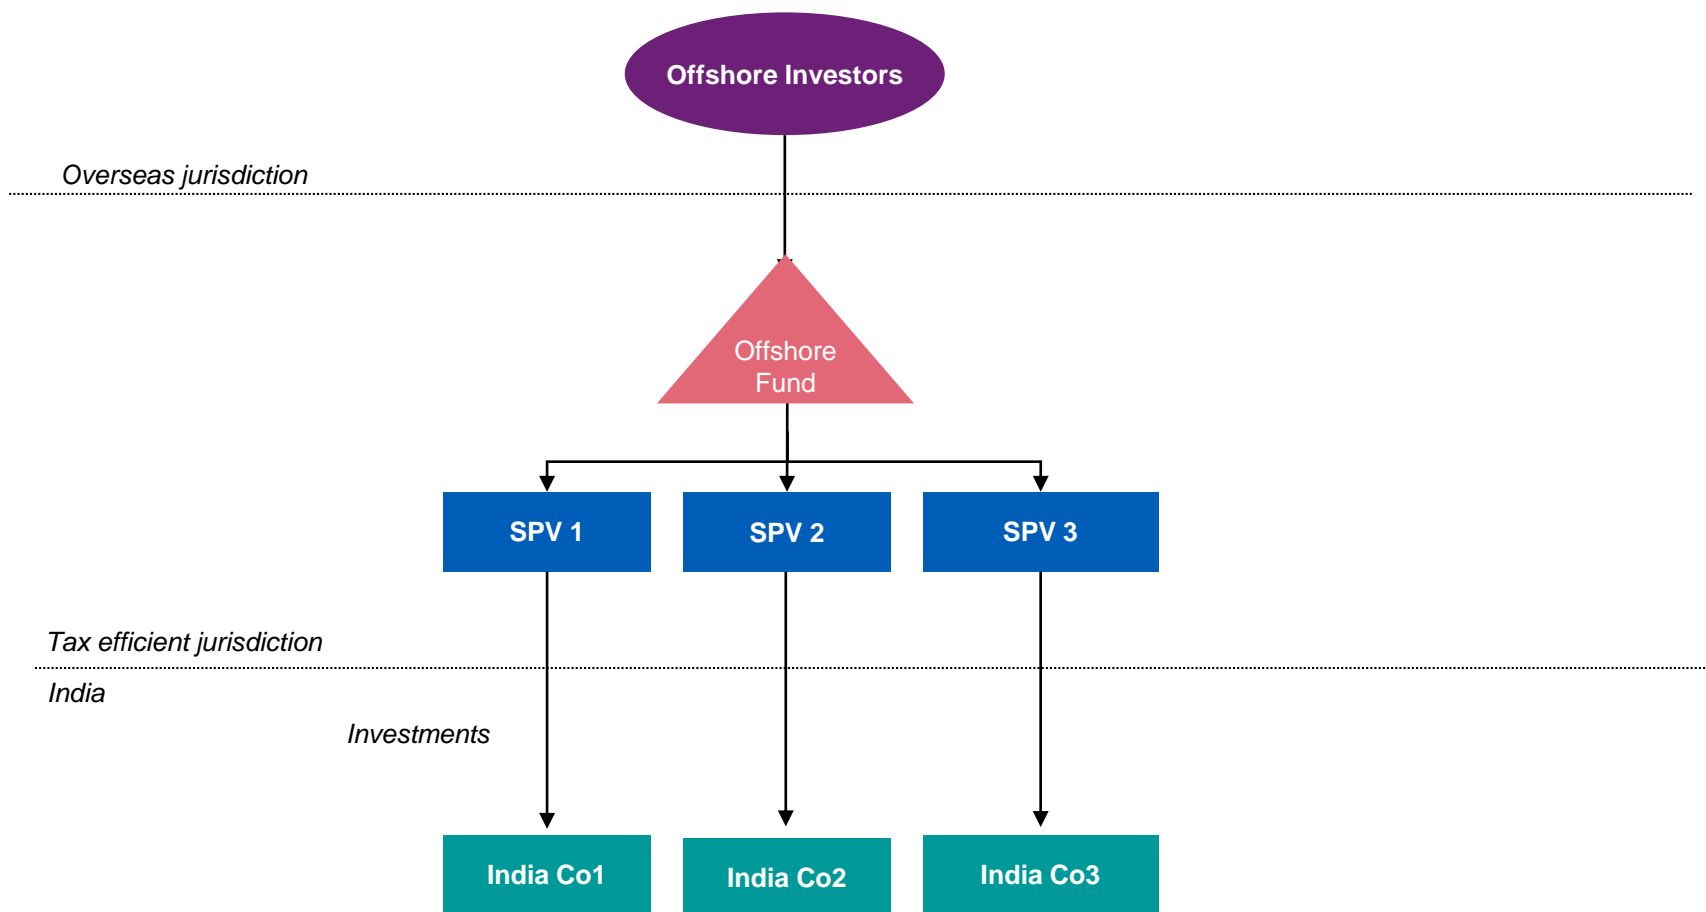 Offshore Investors
Overseas jurisdiction
Offshore
Fund
SPV 1
SPV 2
SPV 3
Tax efficient jurisdiction
India
Investments
India Co1
India Co2
India Co3